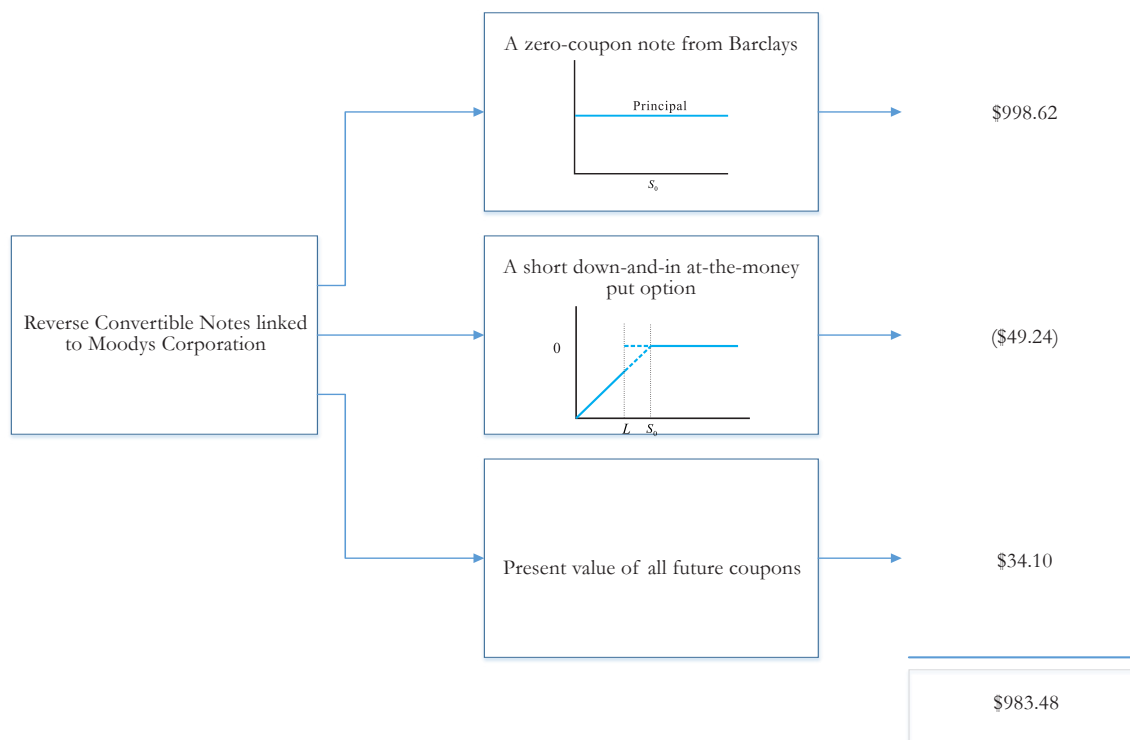 A zero-coupon note from Barclays
Principal
S₀
$998.62
Reverse Convertible Notes linked
to Moodys Corporation
A short down-and-in at-the-money
put option
0
L S₀
($49.24)
Present value of all future coupons
$34.10
$983.48